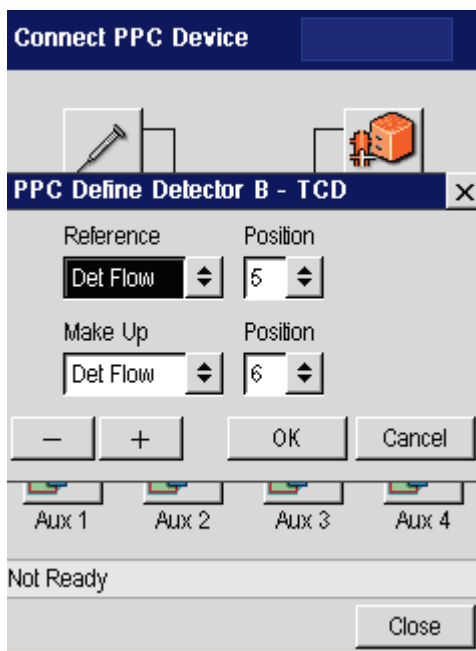 Connect PPC Device
PPC Define Detector B - TCD
Reference Position
Det Flow 5
Make Up Position
Det Flow 6
− + OK Cancel
Aux 1 Aux 2 Aux 3 Aux 4
Not Ready
Close